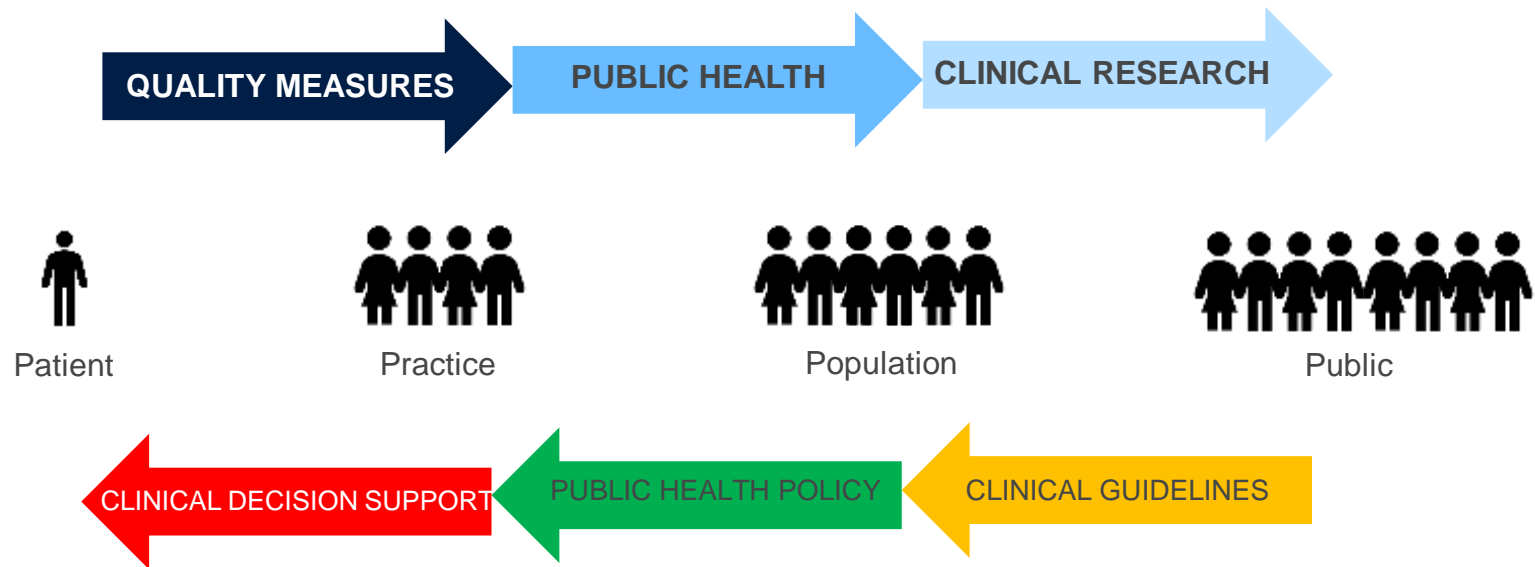 QUALITY MEASURES
PUBLIC HEALTH
CLINICAL RESEARCH
Patient
Practice
Population
Public
CLINICAL DECISION SUPPORT
PUBLIC HEALTH POLICY
CLINICAL GUIDELINES